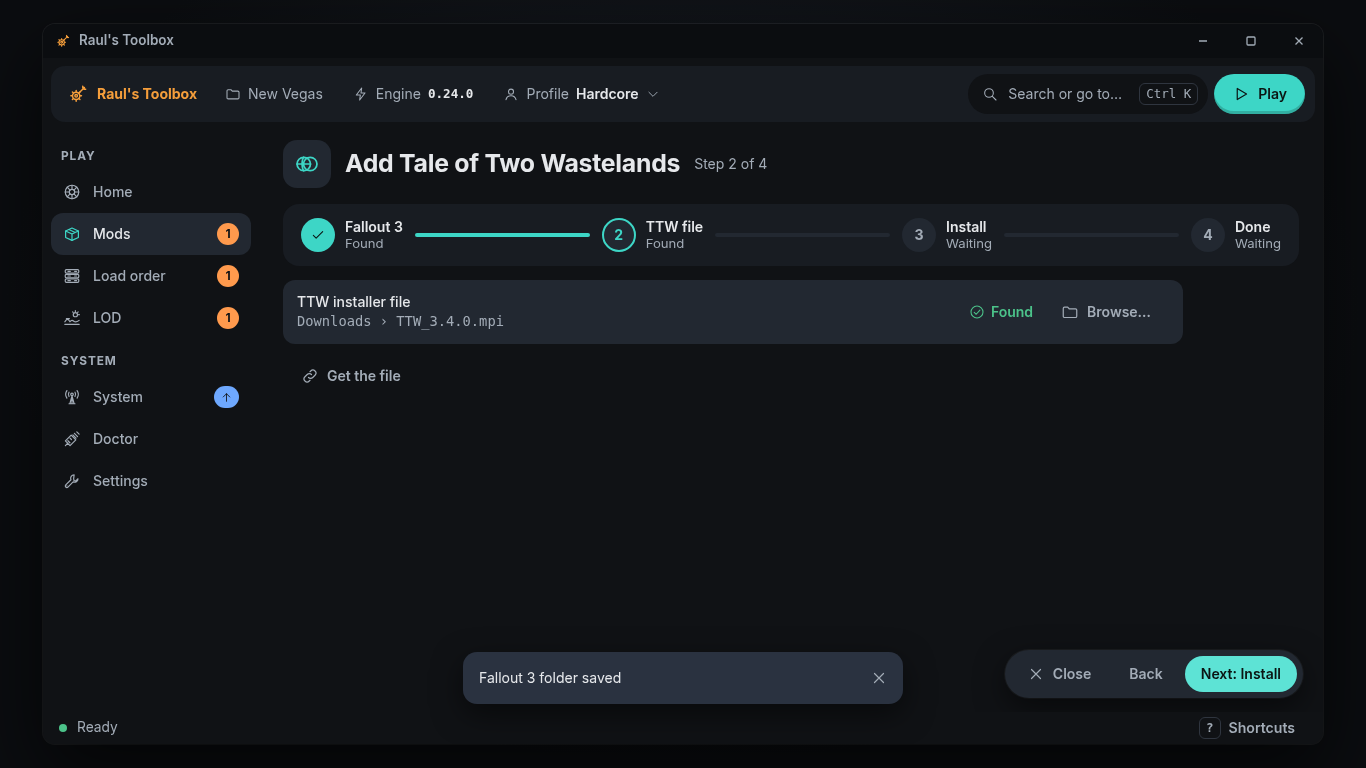 Raul's Toolbox
Raul's Toolbox
New Vegas
Engine 0.24.0
Profile Hardcore
Search or go to...
Ctrl K
Play
PLAY
Home
Mods 1
Load order 1
LOD 1
SYSTEM
System
Doctor
Settings
Add Tale of Two Wastelands
Step 2 of 4
Fallout 3
Found
2
TTW file
Found
3
Install
Waiting
4
Done
Waiting
TTW installer file
Downloads › TTW_3.4.0.mpi
Found
Browse...
Get the file
Fallout 3 folder saved
Close
Back
Next: Install
Ready
? Shortcuts